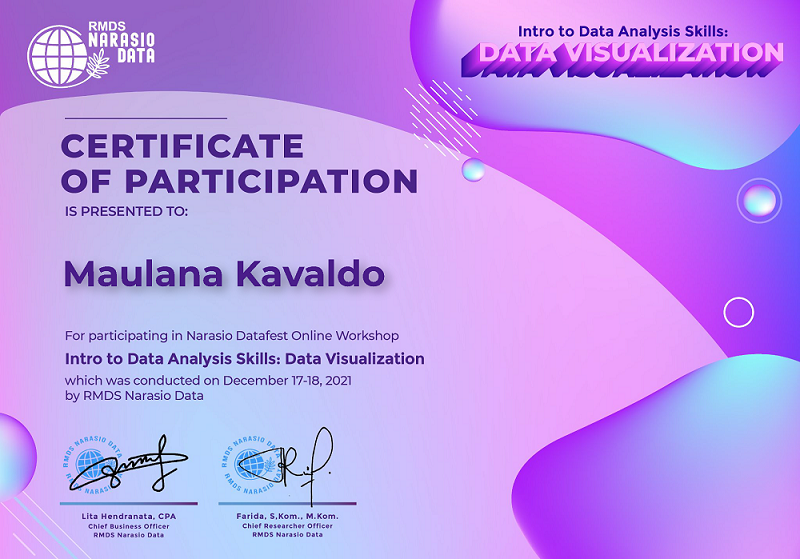 RMDS
NARASIO
DATA
Intro to Data Analysis Skills:
DATA VISUALIZATION
CERTIFICATE
OF PARTICIPATION
IS PRESENTED TO:
Maulana Kavaldo
For participating in Narasio Datafest Online Workshop
Intro to Data Analysis Skills: Data Visualization
which was conducted on December 17-18, 2021
by RMDS Narasio Data
RMDS NARASIO DATA
RMDS NARASIO DATA
Lita Hendranata, CPA
Chief Business Officer
RMDS Narasio Data
Farida, S,Kom., M.Kom.
Chief Researcher Officer
RMDS Narasio Data